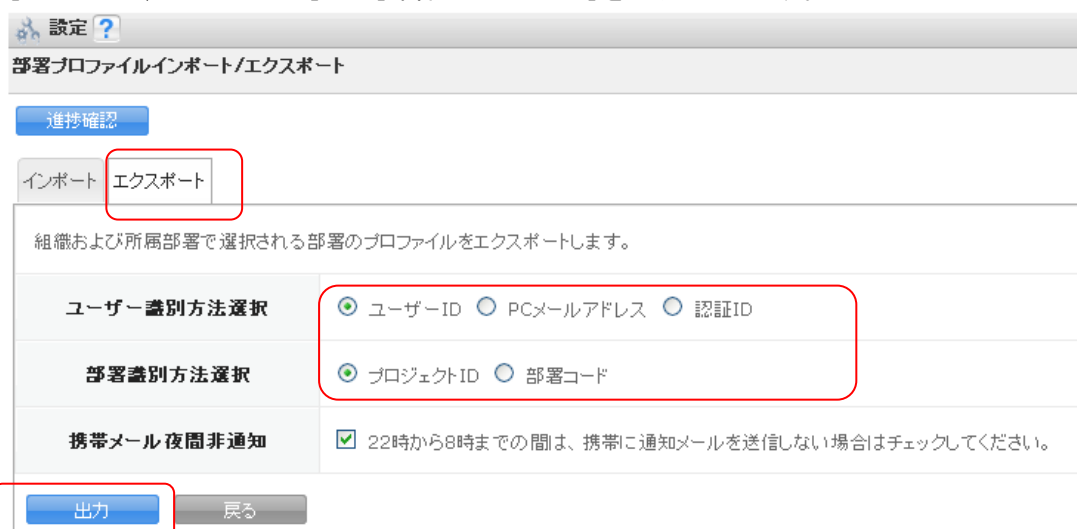 設定 ?
部署プロファイルインポート/エクスポート
進捗確認
インポート エクスポート
組織および所属部署で選択される部署のプロファイルをエクスポートします。
ユーザー識別方法選択 ユーザーID PCメールアドレス 認証ID
部署識別方法選択 プロジェクトID 部署コード
携帯メール夜間非通知 22時から8時までの間は、携帯に通知メールを送信しない場合はチェックしてください。
出力 戻る